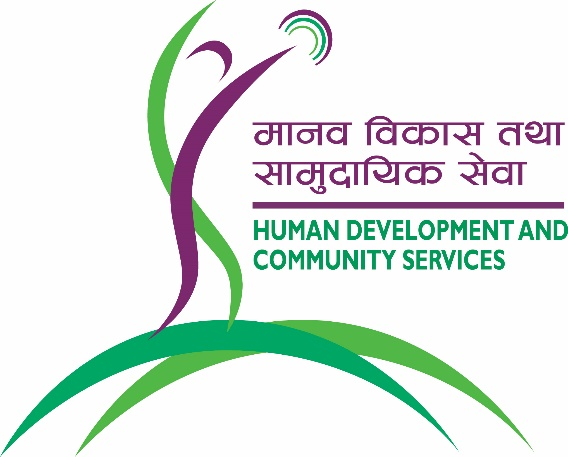 मानव विकास तथा
सामुदायिक सेवा
HUMAN DEVELOPMENT AND
COMMUNITY SERVICES